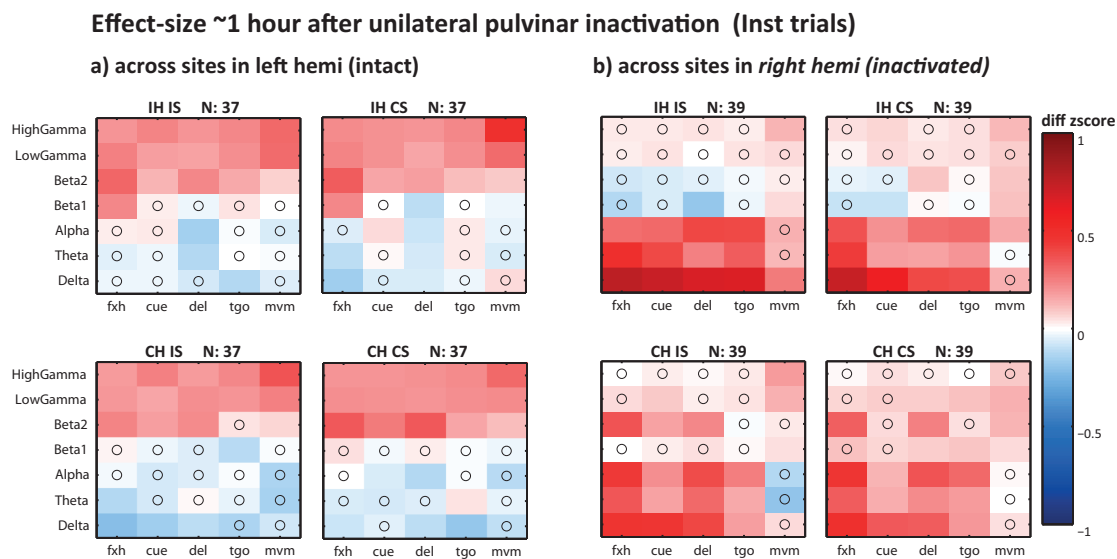 Effect-size ~1 hour after unilateral pulvinar inactivation (Inst trials)
a) across sites in left hemi (intact)
b) across sites in right hemi (inactivated)
IH IS N: 37
IH CS N: 37
IH IS N: 39
IH CS N: 39
HighGamma
LowGamma
Beta2
Beta1
Alpha
Theta
Delta
fxh cue del tgo mvm
fxh cue del tgo mvm
fxh cue del tgo mvm
fxh cue del tgo mvm
diff zscore
1
0.5
0
-0.5
-1
CH IS N: 37
CH CS N: 37
CH IS N: 39
CH CS N: 39
HighGamma
LowGamma
Beta2
Beta1
Alpha
Theta
Delta
fxh cue del tgo mvm
fxh cue del tgo mvm
fxh cue del tgo mvm
fxh cue del tgo mvm